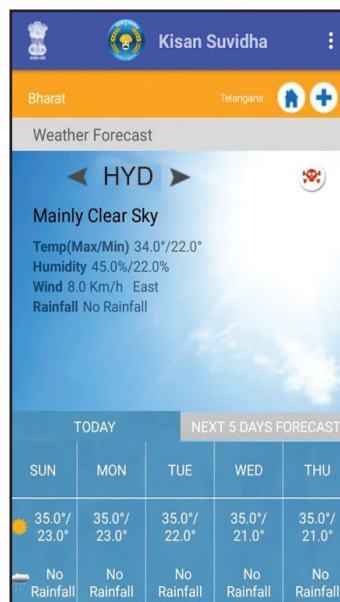 Kisan Suvidha
Bharat
Telangana
Weather Forecast
HYD
Mainly Clear Sky
Temp(Max/Min) 34.0°/22.0°
Humidity 45.0%/22.0%
Wind 8.0 Km/h East
Rainfall No Rainfall
TODAY NEXT 5 DAYS FORECAST
SUN MON TUE WED THU
35.0°/ 35.0°/ 35.0°/ 35.0°/ 35.0°/
23.0° 23.0° 22.0° 21.0° 21.0°
No No No No No
Rainfall Rainfall Rainfall Rainfall Rainfall